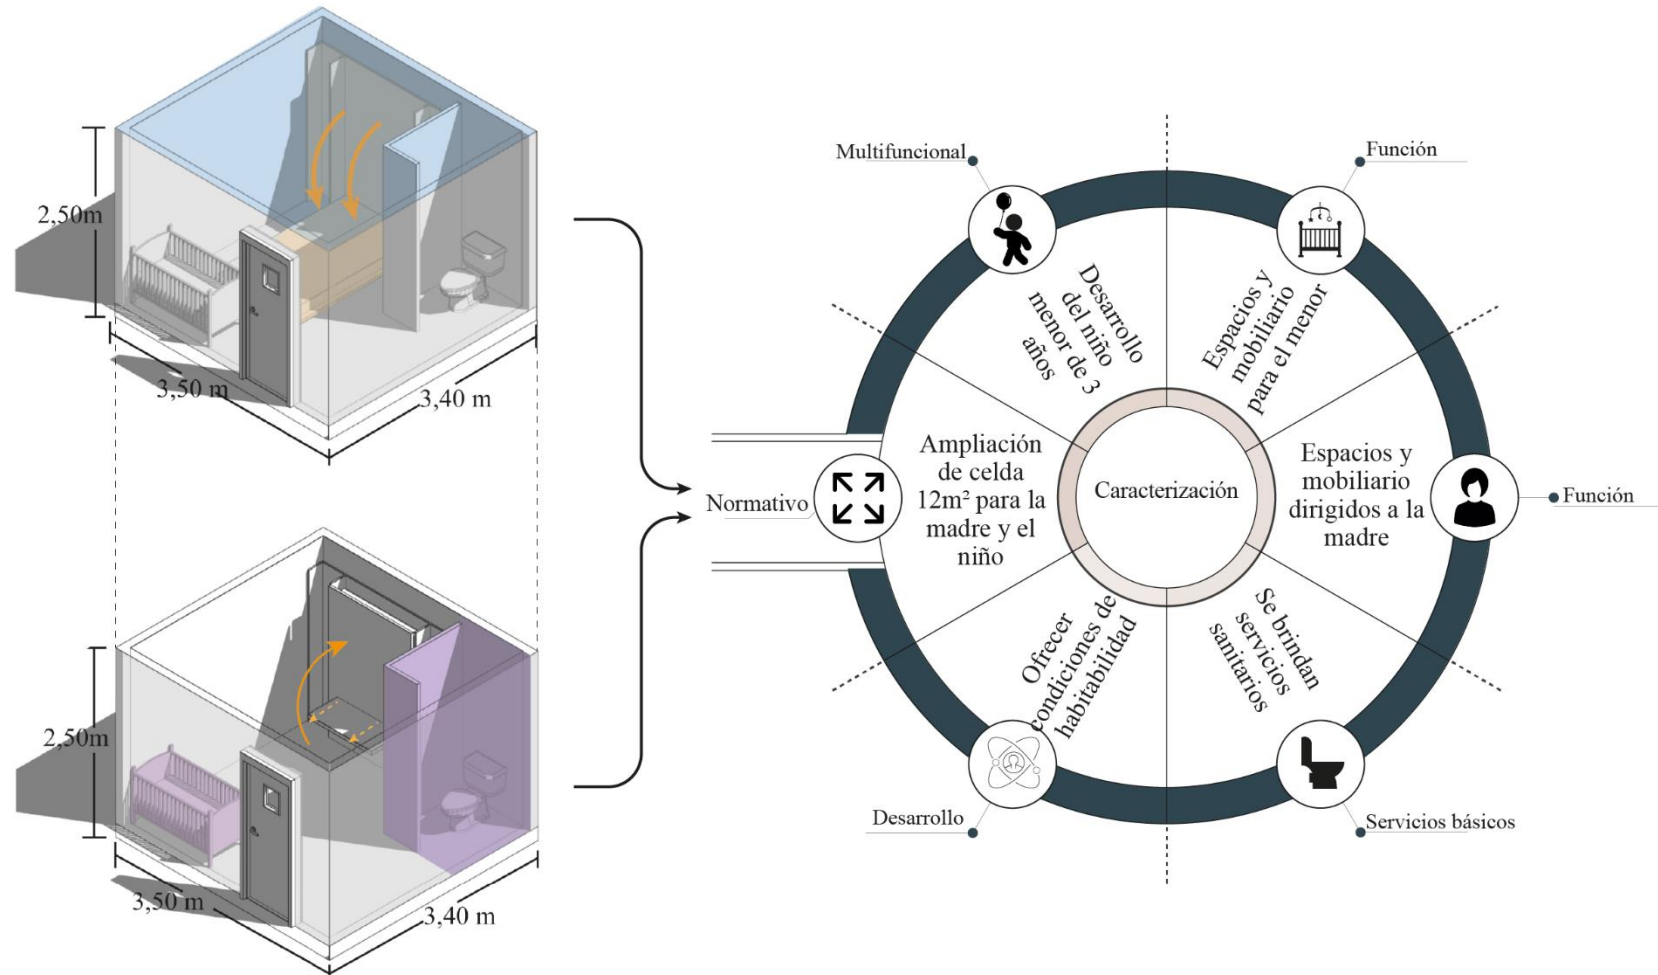 2,50m
3,50 m
3,40 m
2,50m
3,50 m
3,40 m
Multifuncional
Función
Desarrollo
del niño
menor de 3
años
Espacios y
mobiliario
para el menor
Normativo
Ampliación
de celda
12m² para la
madre y el
niño
Caracterización
Espacios y
mobiliario
dirigidos a la
madre
Función
Ofrecer
condiciones de
habitabilidad
Se brindan
servicios
sanitarios
Desarrollo
Servicios básicos